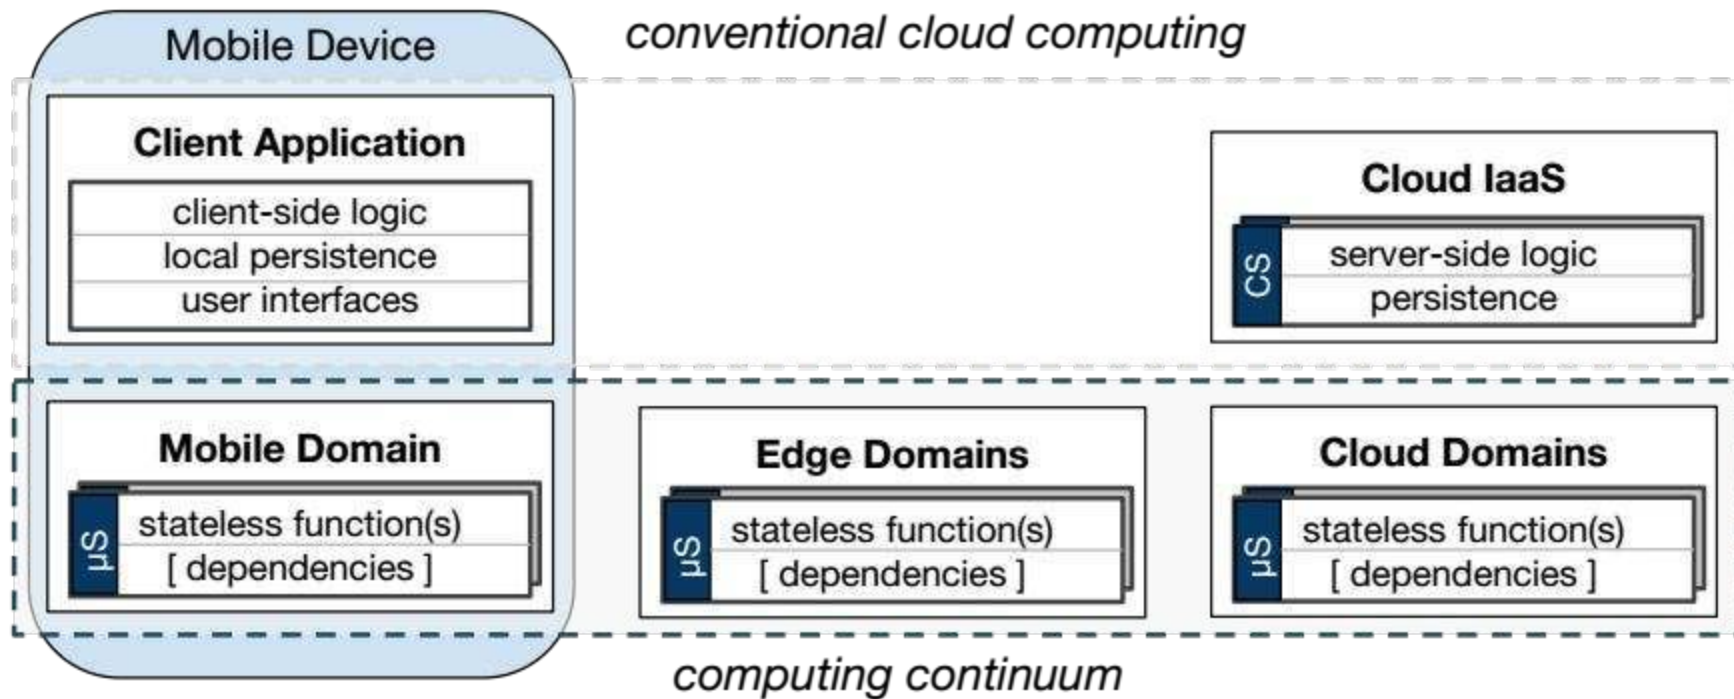 Mobile Device
conventional cloud computing
Client Application
client-side logic
local persistence
user interfaces
Cloud IaaS
CS
server-side logic
persistence
Mobile Domain
µS
stateless function(s)
[ dependencies ]
Edge Domains
µS
stateless function(s)
[ dependencies ]
Cloud Domains
µS
stateless function(s)
[ dependencies ]
computing continuum